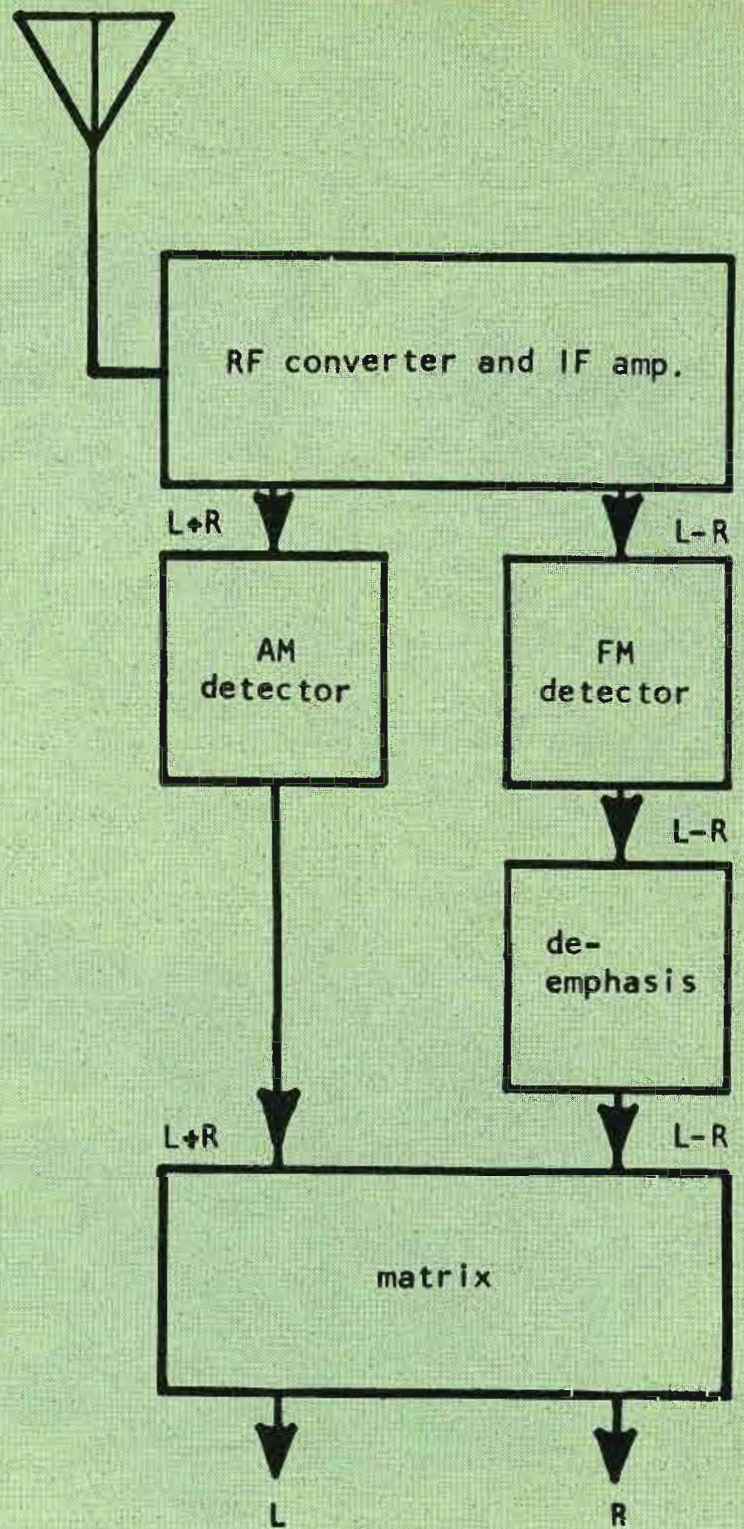 RF converter and IF amp.
L+R
L-R
AM
detector
FM
detector
L-R
de-
emphasis
L+R
L-R
matrix
L
R